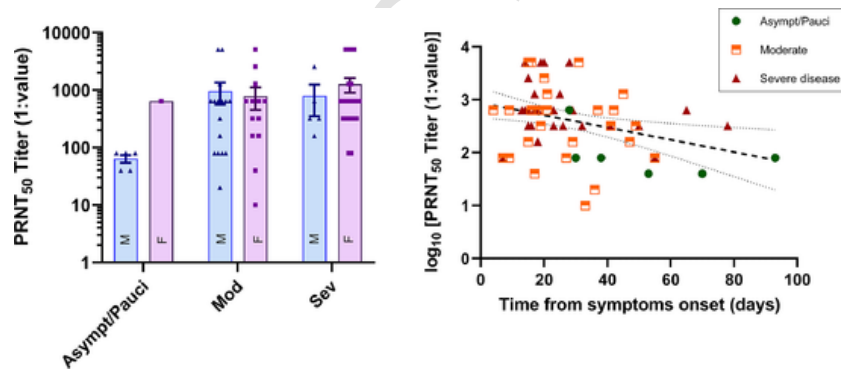 PRNT50 Titer (1:value)
10000
1000
100
10
1
M
F
M
F
M
F
Asympt/Pauci
Mod
Sev
log10 [PRNT50 Titer (1:value)]
4
3
2
1
0
0
20
40
60
80
100
Time from symptoms onset (days)
Asympt/Pauci
Moderate
Severe disease